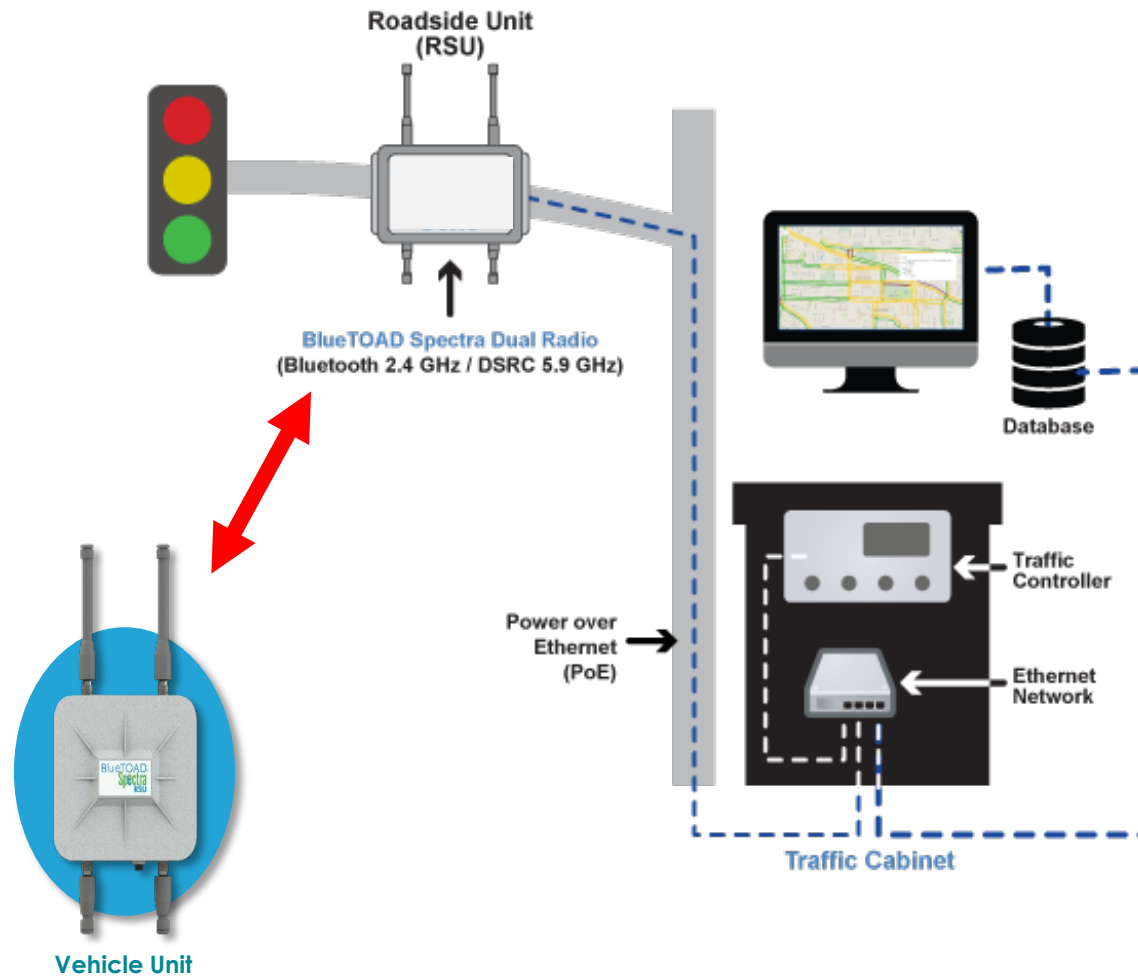 Roadside Unit
(RSU)
BlueTOAD Spectra Dual Radio
(Bluetooth 2.4 GHz / DSRC 5.9 GHz)
Database
Traffic
Controller
Power over
Ethernet
(PoE)
Ethernet
Network
Traffic Cabinet
BlueTOAD
Spectra
RSU
Vehicle Unit